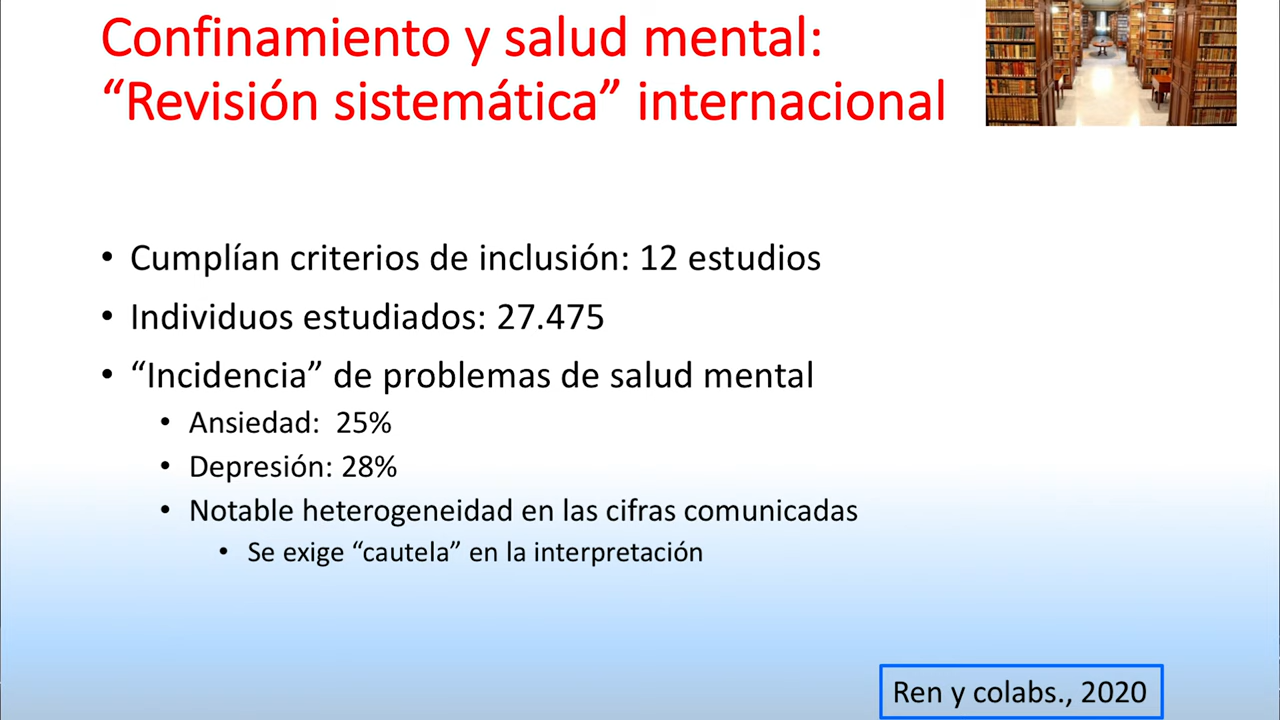 Confinamiento y salud mental:
“Revisión sistemática” internacional
• Cumplían criterios de inclusión: 12 estudios
• Individuos estudiados: 27.475
• “Incidencia” de problemas de salud mental
• Ansiedad: 25%
• Depresión: 28%
• Notable heterogeneidad en las cifras comunicadas
• Se exige “cautela” en la interpretación
Ren y colabs., 2020